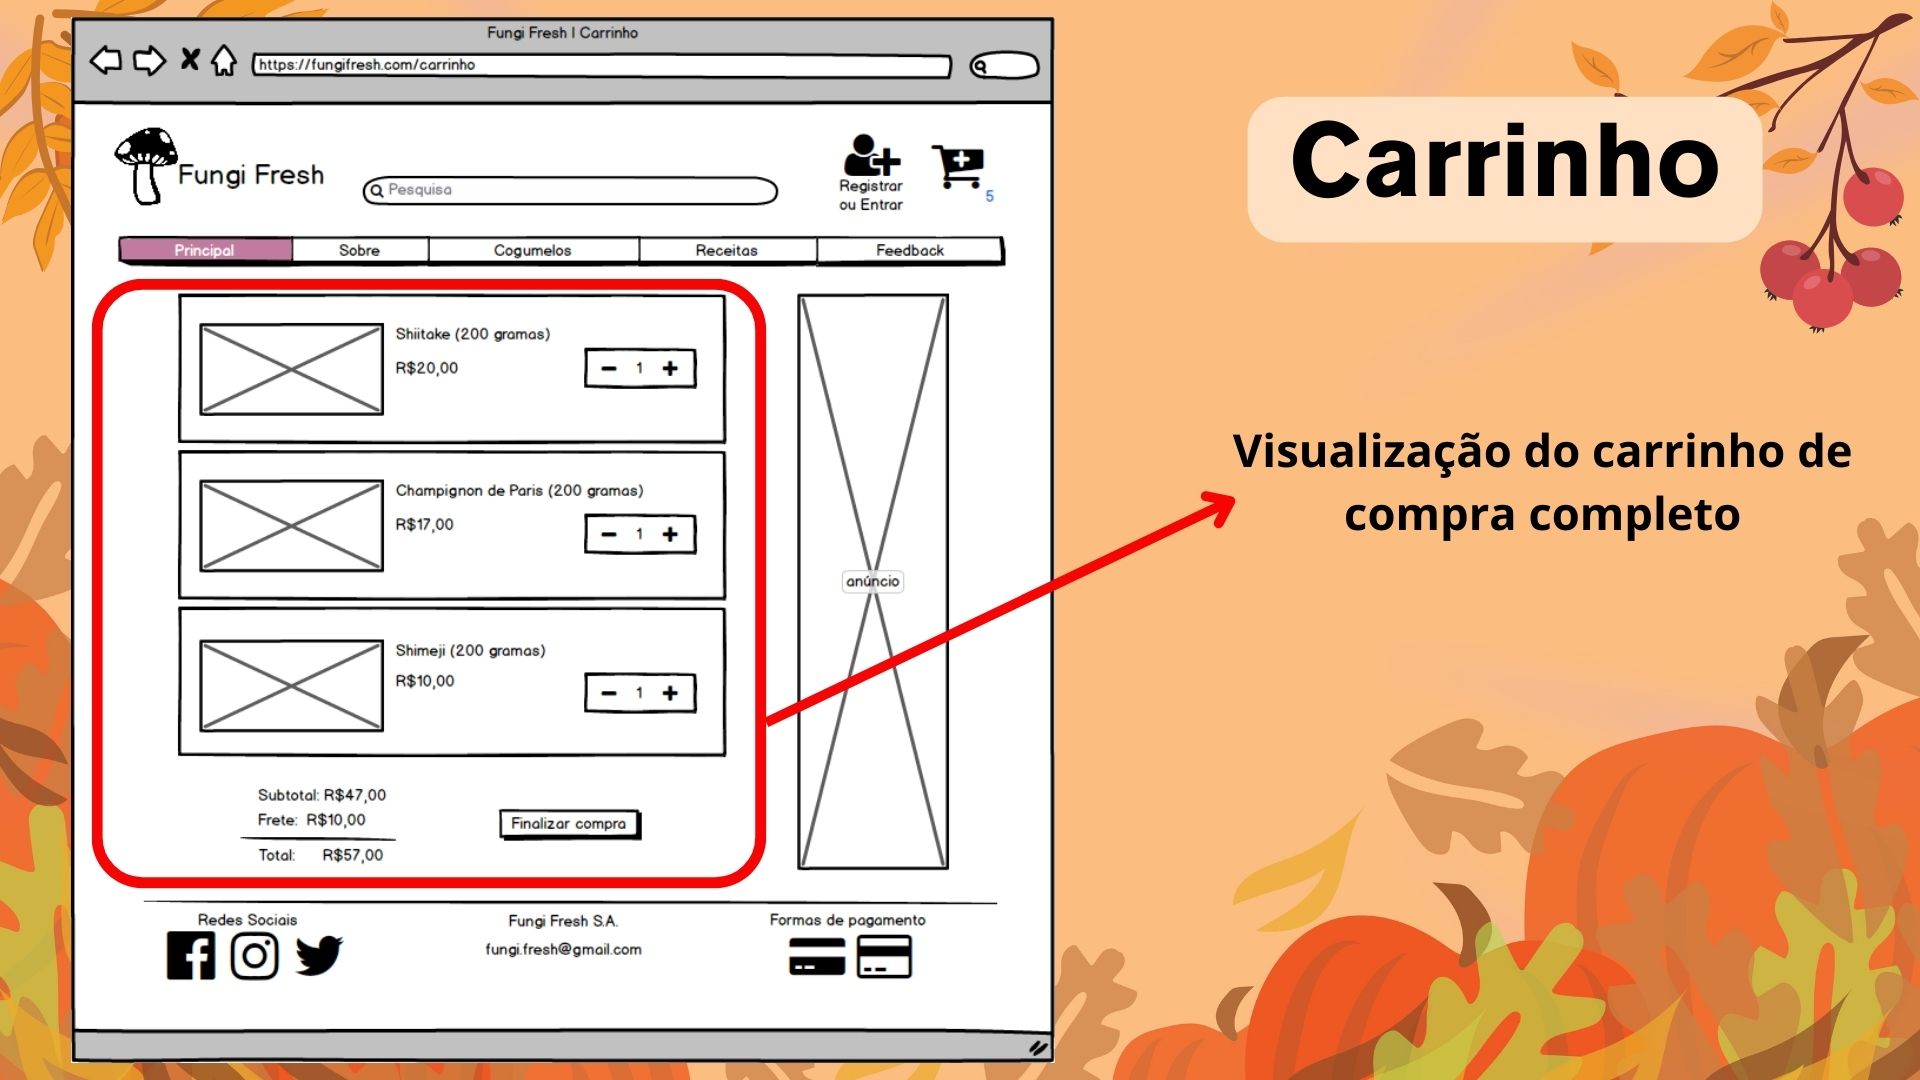 Fungi Fresh | Carrinho
https://fungifresh.com/carrinho
Fungi Fresh
Pesquisa
Registrar
ou Entrar
5
Principal
Sobre
Cogumelos
Receitas
Feedback
Shiitake (200 gramas)
R$20,00
1
Champignon de Paris (200 gramas)
R$17,00
1
Shimeji (200 gramas)
R$10,00
1
Subtotal: R$47,00
Frete: R$10,00
Total: R$57,00
Finalizar compra
anúncio
Redes Sociais
Fungi Fresh S.A.
fungi.fresh@gmail.com
Formas de pagamento
Carrinho
Visualização do carrinho de
compra completo